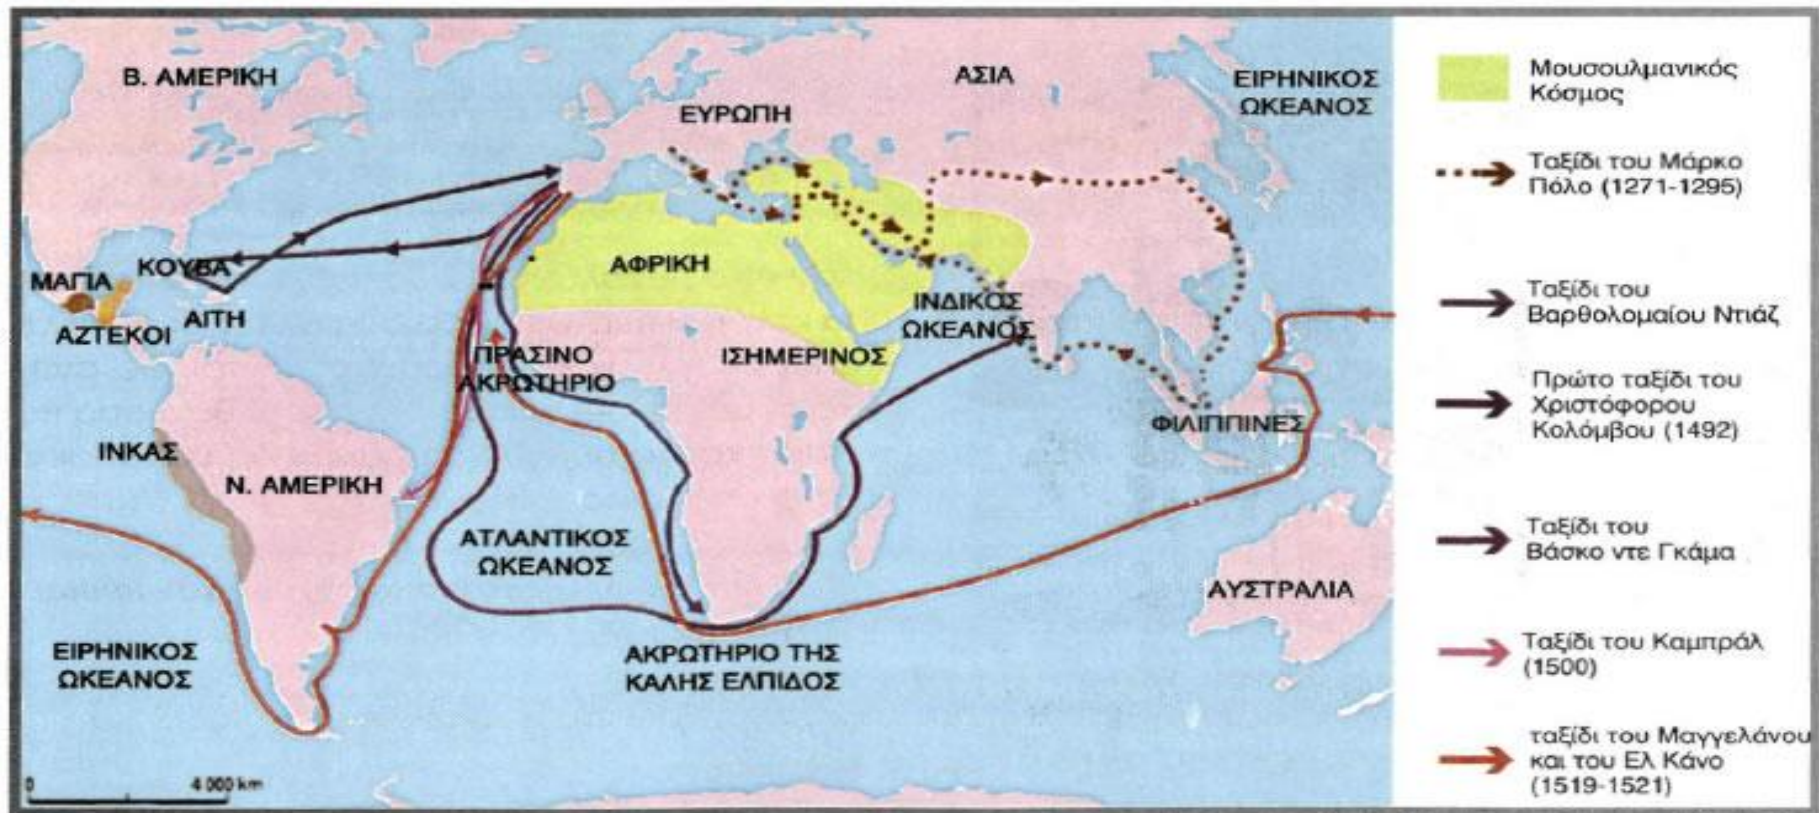 Β. ΑΜΕΡΙΚΗ
ΑΣΙΑ
ΕΙΡΗΝΙΚΟΣ
ΩΚΕΑΝΟΣ
ΕΥΡΩΠΗ
ΑΦΡΙΚΗ
ΚΟΥΒΑ
ΜΑΓΙΑ
ΑΖΤΕΚΟΙ
ΑΙΤΗ
ΙΝΔΙΚΟΣ
ΩΚΕΑΝΟΣ
ΠΡΑΣΙΝΟ
ΑΚΡΩΤΗΡΙΟ
ΙΣΗΜΕΡΙΝΟΣ
ΦΙΛΙΠΠΙΝΕΣ
ΙΝΚΑΣ
Ν. ΑΜΕΡΙΚΗ
ΑΤΛΑΝΤΙΚΟΣ
ΩΚΕΑΝΟΣ
ΑΥΣΤΡΑΛΙΑ
ΕΙΡΗΝΙΚΟΣ
ΩΚΕΑΝΟΣ
ΑΚΡΩΤΗΡΙΟ ΤΗΣ
ΚΑΛΗΣ ΕΛΠΙΔΟΣ
0 4 000 km
Μουσουλμανικός
Κόσμος
Ταξίδι του Μάρκο
Πόλο (1271-1295)
Ταξίδι του
Βαρθολομαίου Ντιάζ
Πρώτο ταξίδι του
Χριστόφορου
Κολόμβου (1492)
Ταξίδι του
Βάσκο ντε Γκάμα
Ταξίδι του Καμπράλ
(1500)
ταξίδι του Μαγγελάνου
και του Ελ Κάνο
(1519-1521)